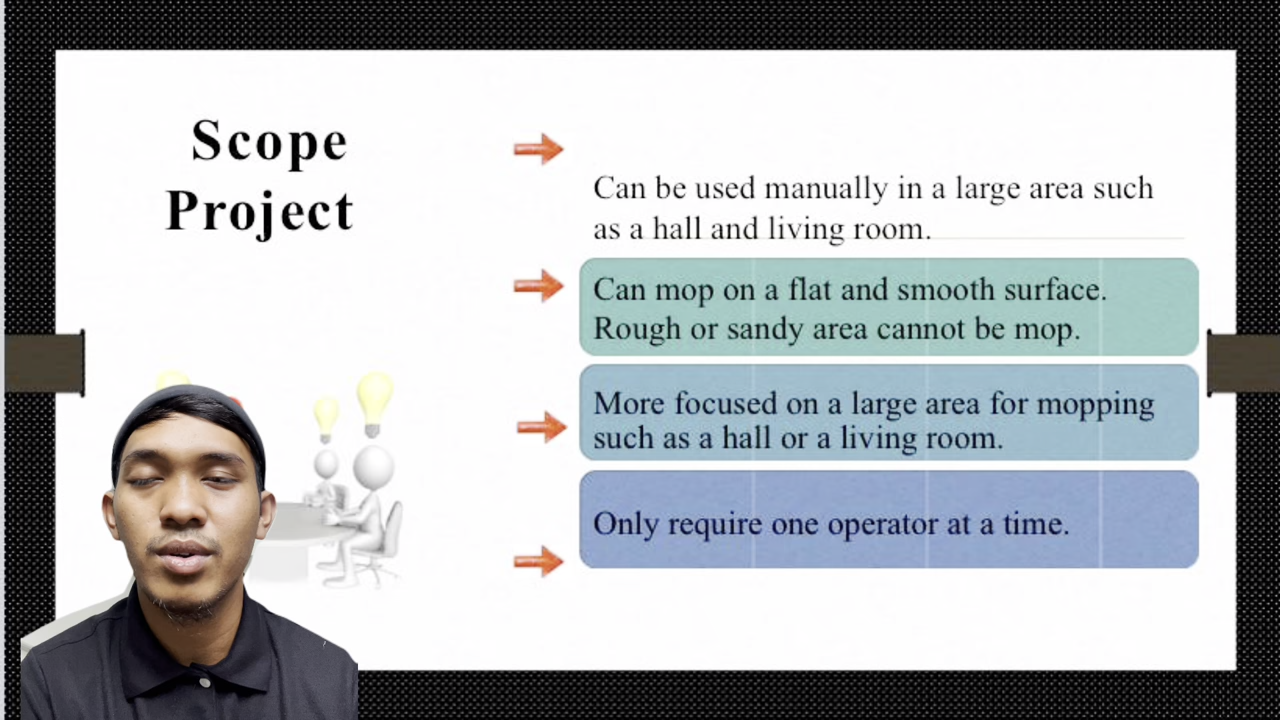 Scope
Project
Can be used manually in a large area such
as a hall and living room.
Can mop on a flat and smooth surface.
Rough or sandy area cannot be mop.
More focused on a large area for mopping
such as a hall or a living room.
Only require one operator at a time.